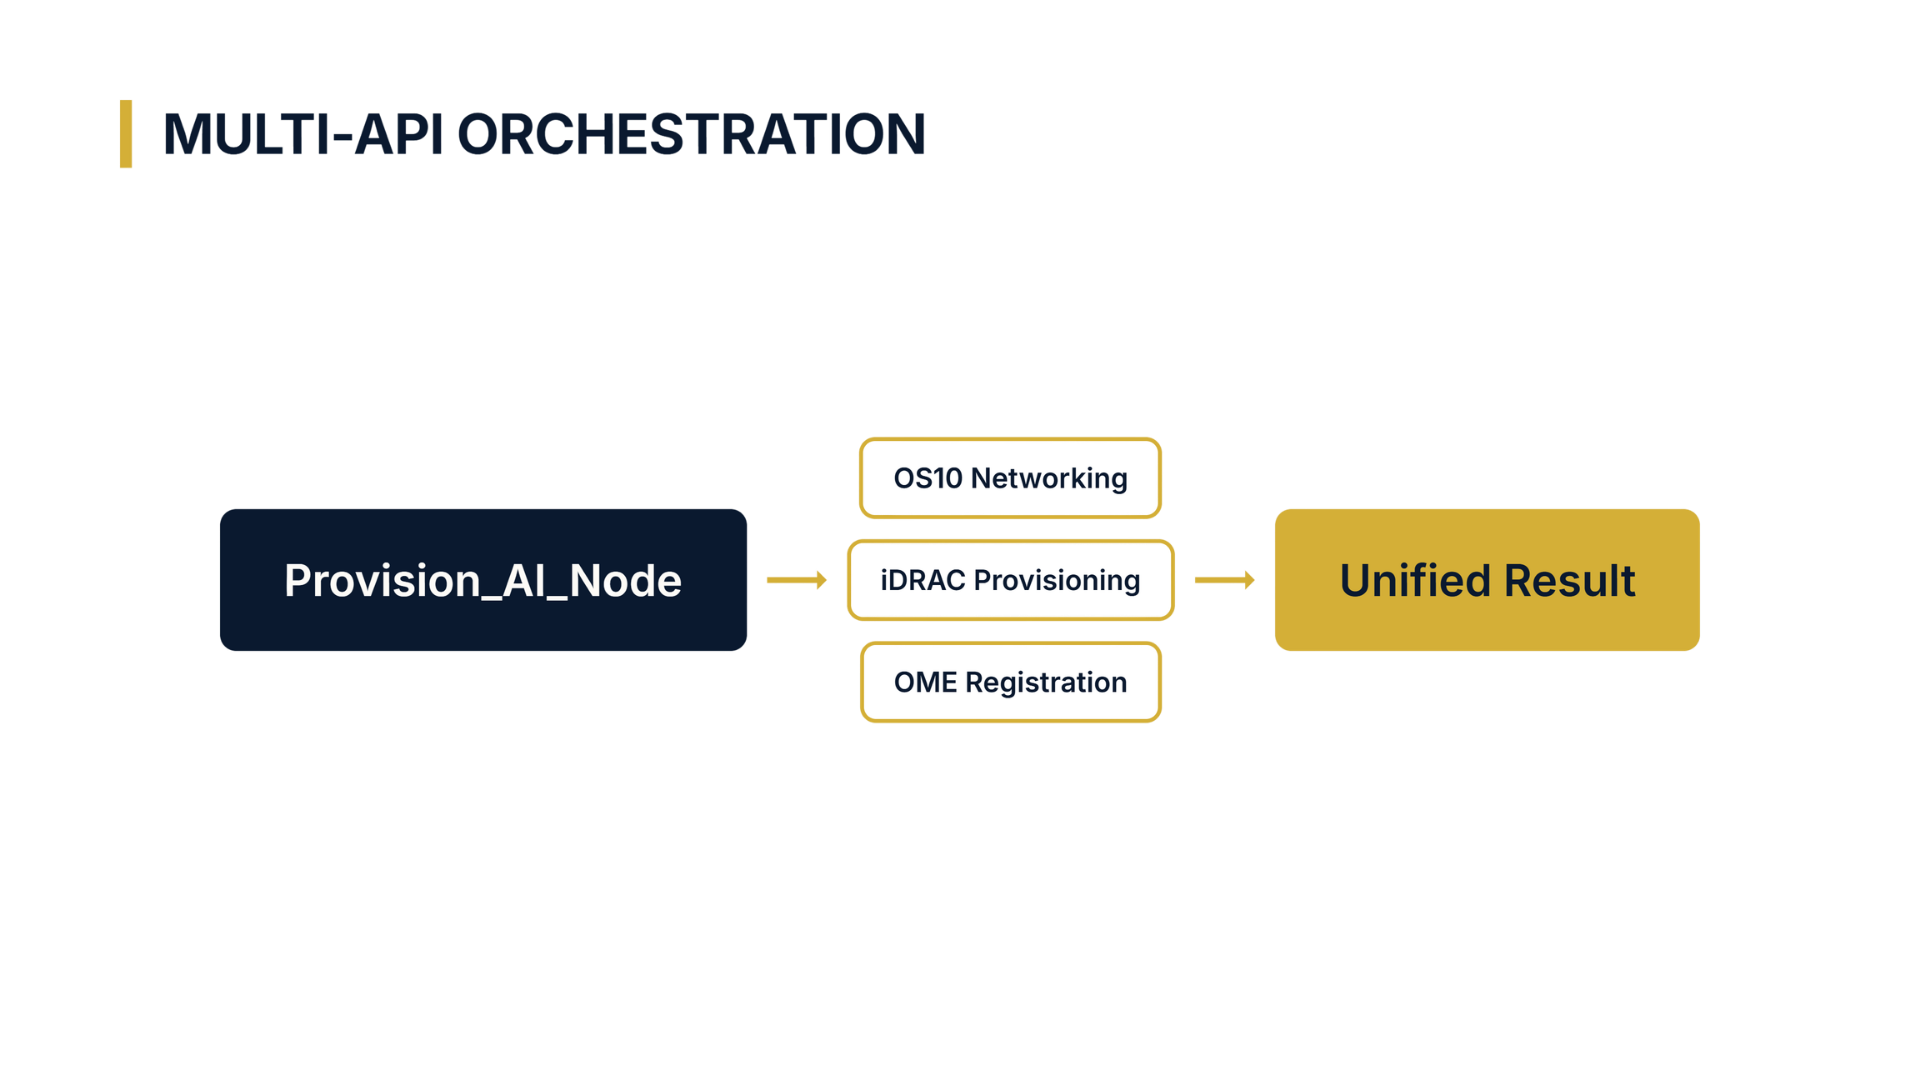 MULTI-API ORCHESTRATION
Provision_AI_Node
OS10 Networking
iDRAC Provisioning
OME Registration
Unified Result